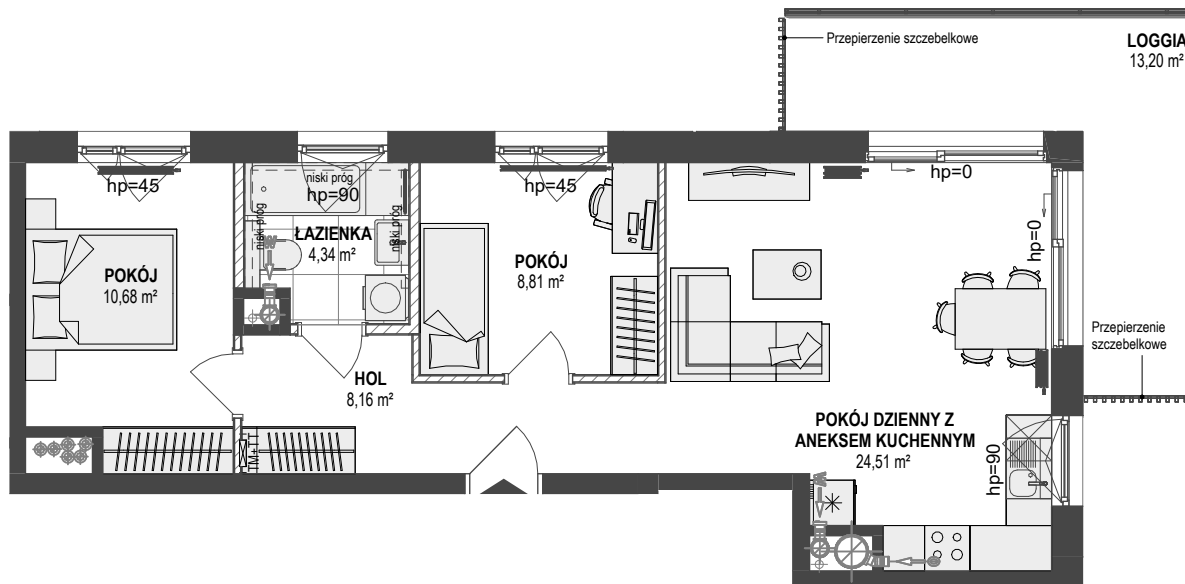 Przepierzenie szczebelkowe
LOGGIA
13,20 m²
hp=45
niski próg
hp=90
hp=45
hp=0
niski próg
niski próg
ŁAZIENKA
4,34 m²
W
hp=0
POKÓJ
10,68 m²
POKÓJ
8,81 m²
Przepierzenie
szczebelkowe
HOL
8,16 m²
POKÓJ DZIENNY Z
ANEKSEM KUCHENNYM
24,51 m²
TM+TT
hp=90
W